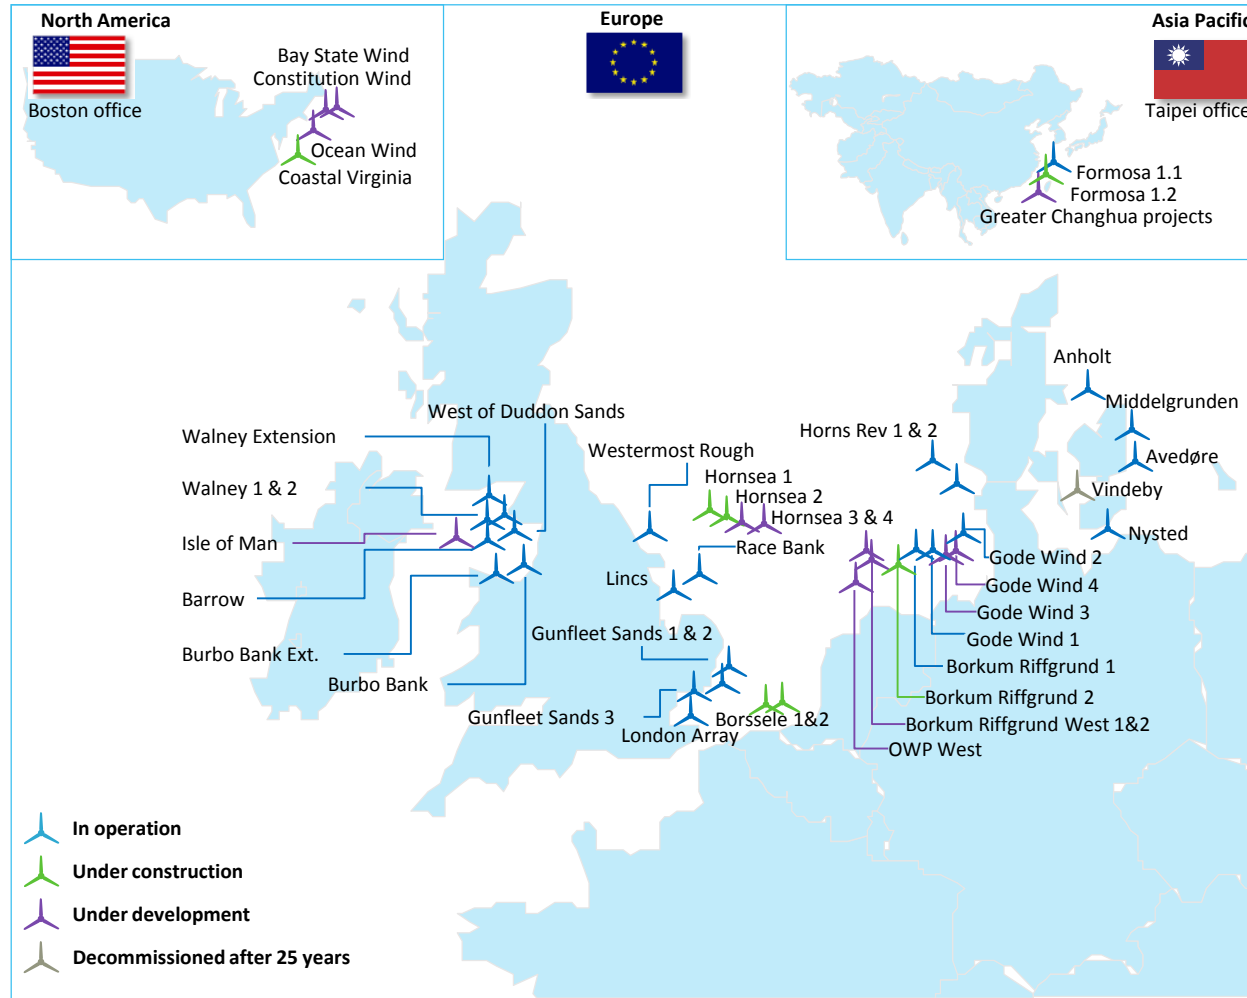 North America
Boston office
Bay State Wind
Constitution Wind
Ocean Wind
Coastal Virginia
Europe
Asia Pacific
Taipei office
Formosa 1.1
Formosa 1.2
Greater Changhua projects
West of Duddon Sands
Walney Extension
Walney 1 & 2
Isle of Man
Barrow
Burbo Bank Ext.
Burbo Bank
Westermost Rough
Hornsea 1
Hornsea 2
Hornsea 3 & 4
Race Bank
Lincs
Gunfleet Sands 1 & 2
Gunfleet Sands 3
London Array
Borssele 1&2
Horns Rev 1 & 2
Anholt
Middelgrunden
Avedøre
Vindeby
Nysted
Gode Wind 2
Gode Wind 4
Gode Wind 3
Gode Wind 1
Borkum Riffgrund 1
Borkum Riffgrund 2
Borkum Riffgrund West 1&2
OWP West
In operation
Under construction
Under development
Decommissioned after 25 years